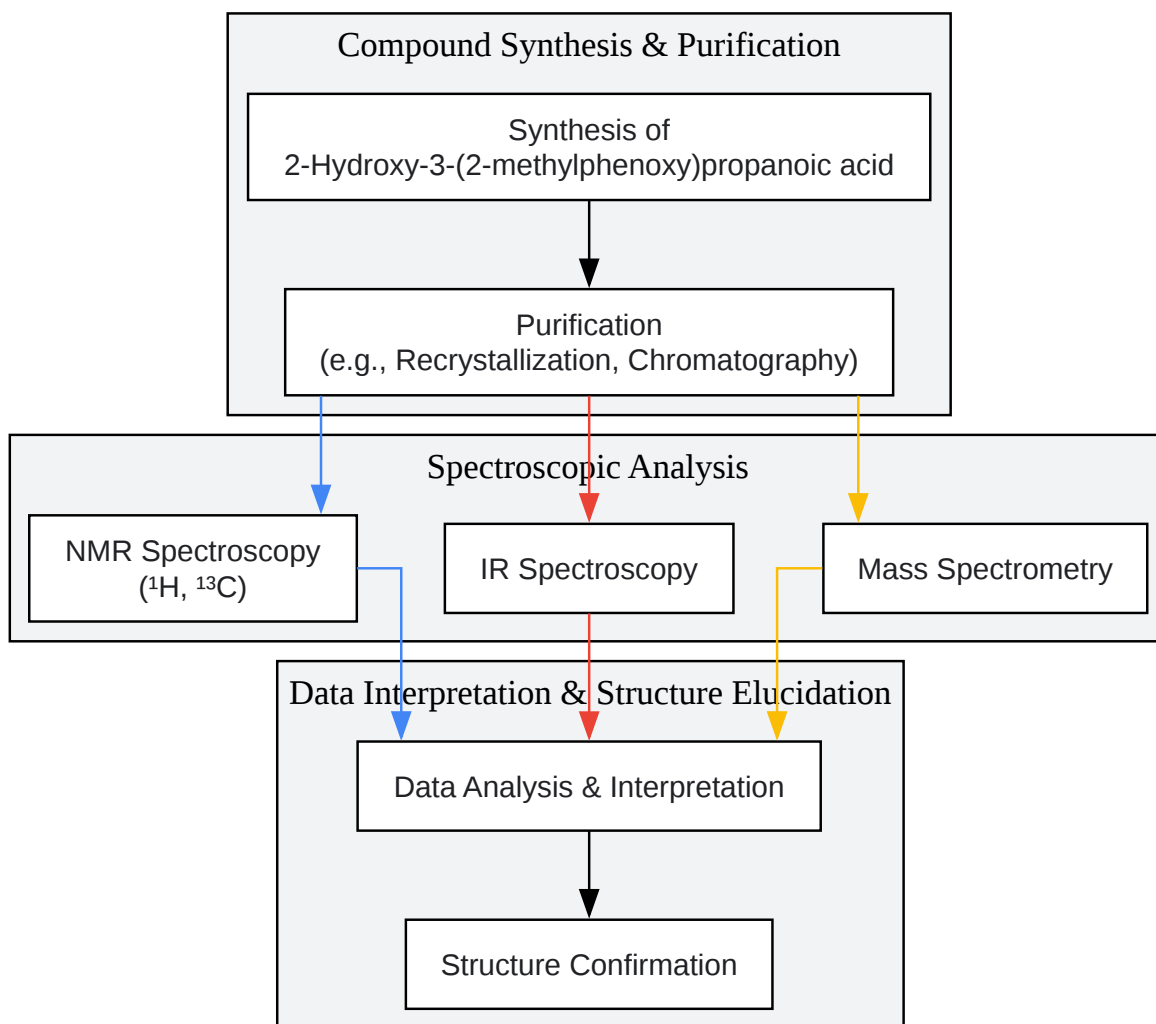 Compound Synthesis & Purification
Synthesis of
2-Hydroxy-3-(2-methylphenoxy)propanoic acid
Purification
(e.g., Recrystallization, Chromatography)
Spectroscopic Analysis
NMR Spectroscopy
(¹H, ¹³C)
IR Spectroscopy
Mass Spectrometry
Data Interpretation & Structure Elucidation
Data Analysis & Interpretation
Structure Confirmation